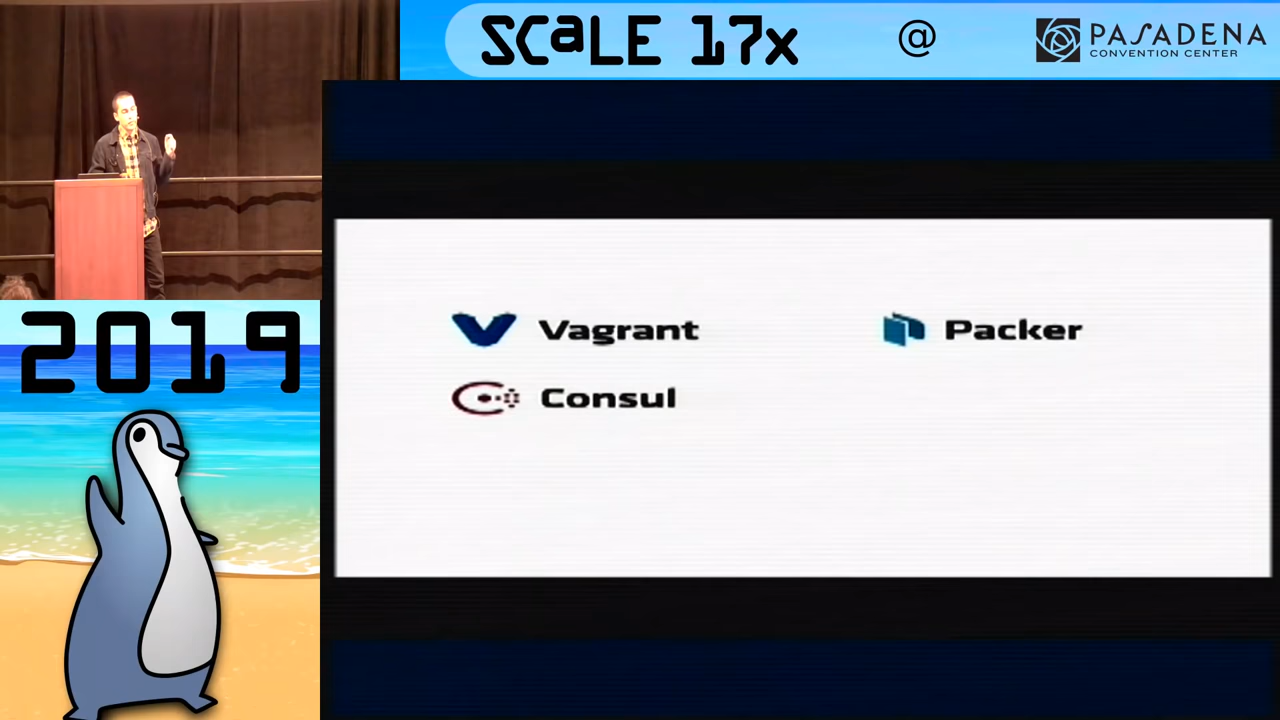 SCaLE 17x @ PASADENA
CONVENTION CENTER
Vagrant
Packer
Consul
2019